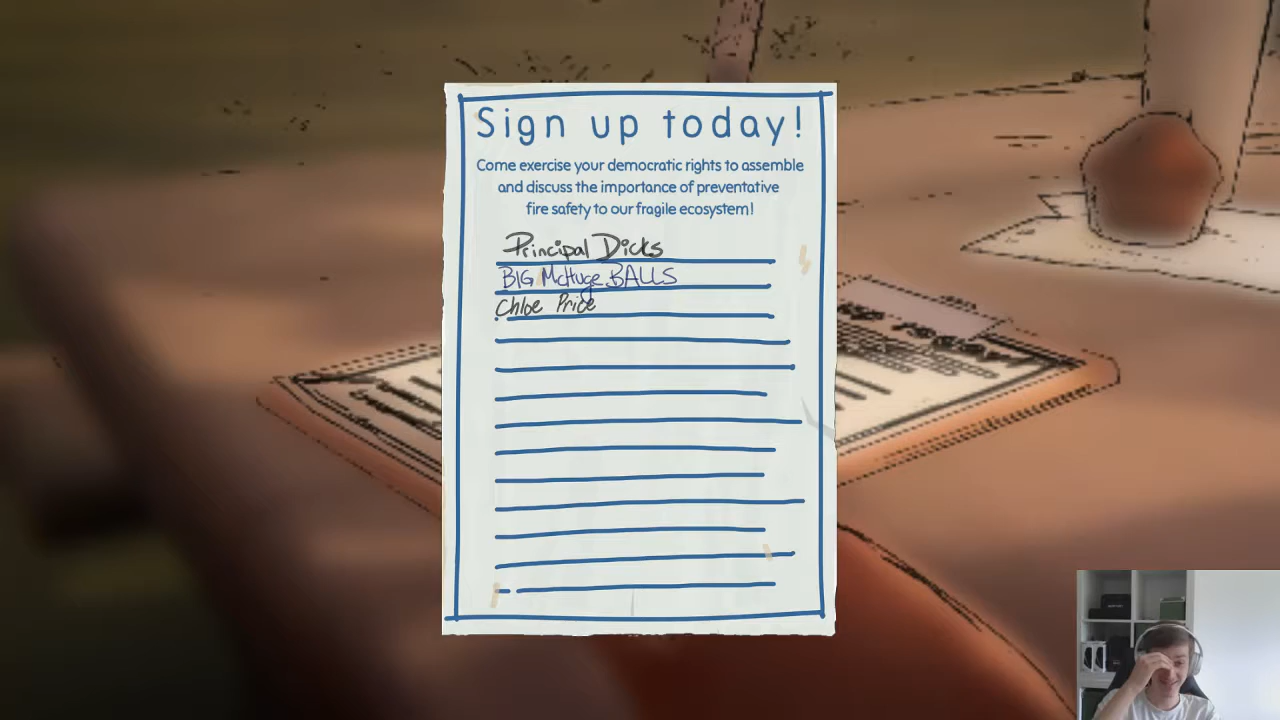 Sign up today!
Come exercise your democratic rights to assemble
and discuss the importance of preventative
fire safety to our fragile ecosystem!
Principal Dicks
BIG McHuge BALLS
Chloe Price